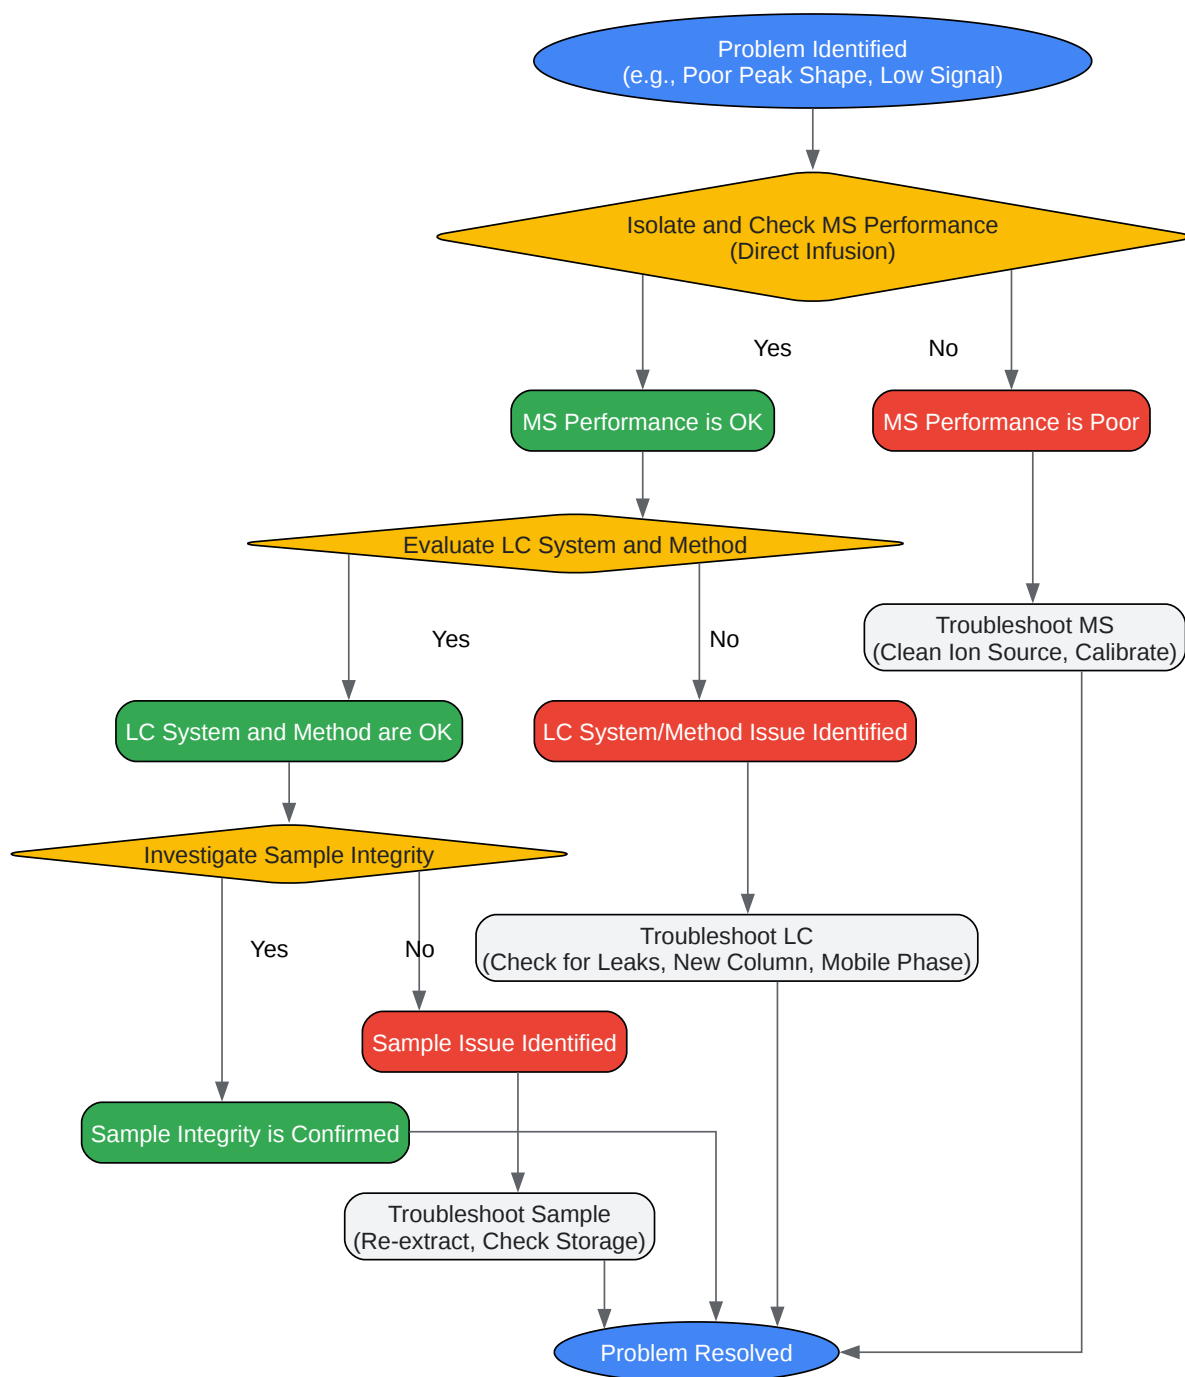 Problem Identified
(e.g., Poor Peak Shape, Low Signal)
Isolate and Check MS Performance
(Direct Infusion)
Yes
No
MS Performance is OK
MS Performance is Poor
Evaluate LC System and Method
Troubleshoot MS
(Clean Ion Source, Calibrate)
Yes
No
LC System and Method are OK
LC System/Method Issue Identified
Investigate Sample Integrity
Troubleshoot LC
(Check for Leaks, New Column, Mobile Phase)
Yes
No
Sample Issue Identified
Sample Integrity is Confirmed
Troubleshoot Sample
(Re-extract, Check Storage)
Problem Resolved